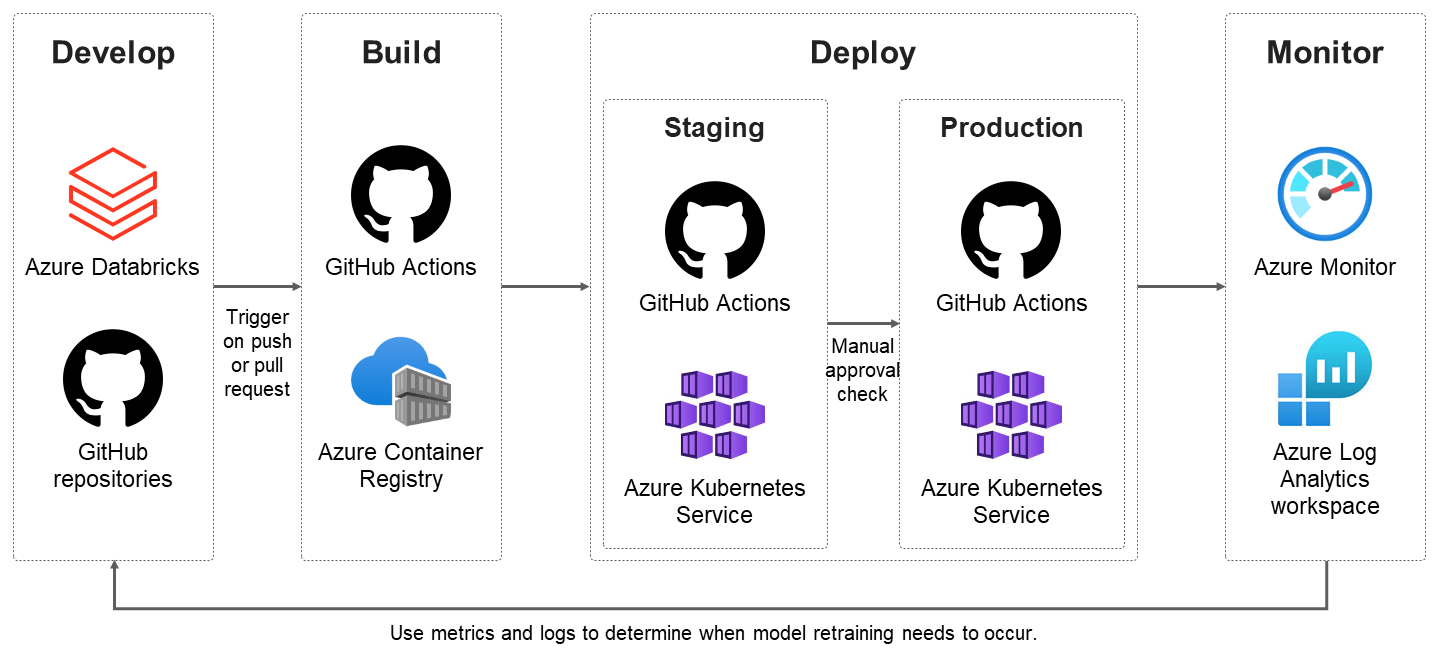 Develop
Azure Databricks
GitHub
repositories
Trigger
on push
or pull
request
Build
GitHub Actions
Azure Container
Registry
Deploy
Staging
GitHub Actions
Azure Kubernetes
Service
Manual
approval
check
Production
GitHub Actions
Azure Kubernetes
Service
Monitor
Azure Monitor
Azure Log
Analytics
workspace
Use metrics and logs to determine when model retraining needs to occur.